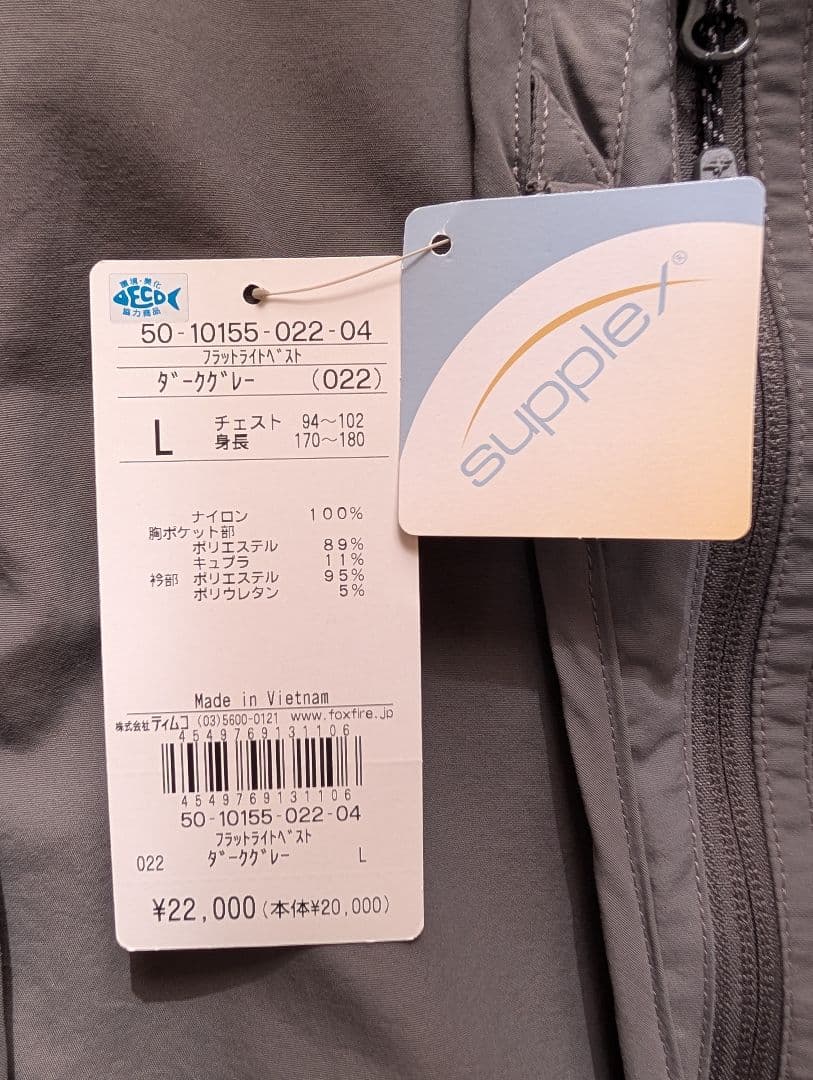 環境・美化
ECO
協力商品
50-10155-022-04
フラットライトベスト
ダークグレー (022)
L チェスト 94~102
身長 170~180
ナイロン 100%
胸ポケット部
ポリエステル 89%
キュプラ 11%
衿部 ポリエステル 95%
ポリウレタン 5%
Made in Vietnam
株式会社ティムコ (03)5600-0121 www.foxfire.jp
4549769131106
4549769131106
50-10155-022-04
フラットライトベスト
022 ダークグレー L
¥22,000(本体¥20,000)
supplex®